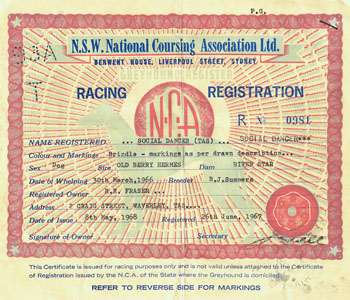 P.G.
N.S.W. National Coursing Association Ltd.
DERWENT HOUSE, LIVERPOOL STREET, SYDNEY
GREYHOUND REGISTER
RACING REGISTRATION
N.C.A
R N 0981
NAME REGISTERED ... SOCIAL DANGER (TAS) ... SOCIAL DANGER...
Colour and Markings Brindle - markings as per drawn description...
Sex Dog Sire OLD BERRY HERMES Dam RIVER STAR
Date of Whelping 30th March, 1966 Breeder B.J.Summers
Registered Owner R.R. FRASER ...
Address 2 CRAIG STREET, WAVERLEY, TAS...
Date of Issue 8th May, 1968 Registered 26th June, 1967
Signature of Owner Secretary
This Certificate is issued for racing purposes only and is not valid unless attached to the Certificate
of Registration issued by the N.C.A. of the State where the Greyhound is domiciled.
REFER TO REVERSE SIDE FOR MARKINGS